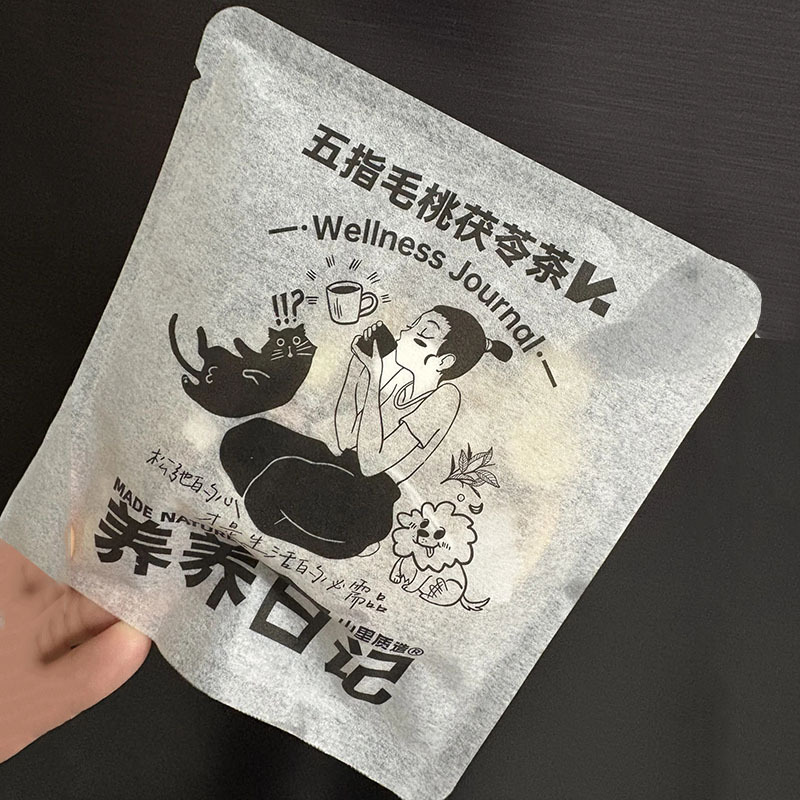 五指毛桃茯苓茶V.
—·Wellness Journal·—
!!?
松弛的心
才是生活的必需品
MADE NATURE
养养日记
山里质造®